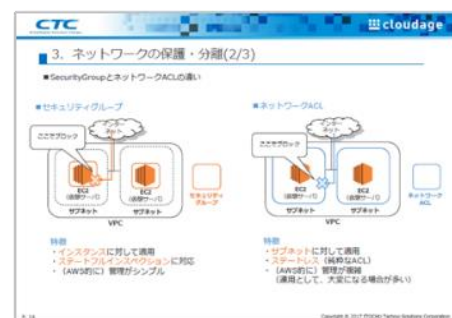 CTC
cloudage
3. ネットワークの保護・分離(2/3)
■SecurityGroupとネットワークACLの違い
■セキュリティグループ
■ネットワークACL
インターネット
ここでブロック
EC2
(仮想サーバ)
EC2
(仮想サーバ)
サブネット
サブネット
VPC
セキュリティ
グループ
インターネット
ここでブロック
EC2
(仮想サーバ)
EC2
(仮想サーバ)
サブネット
サブネット
VPC
ネットワーク
ACL
特徴
・インスタンスに対して適用
・ステートフルインスペクションに対応
・(AWS的に) 管理がシンプル
特徴
・サブネットに対して適用
・ステートレス (純粋なACL)
・(AWS的に) 管理が複雑
(運用として、大変になる場合が多い)